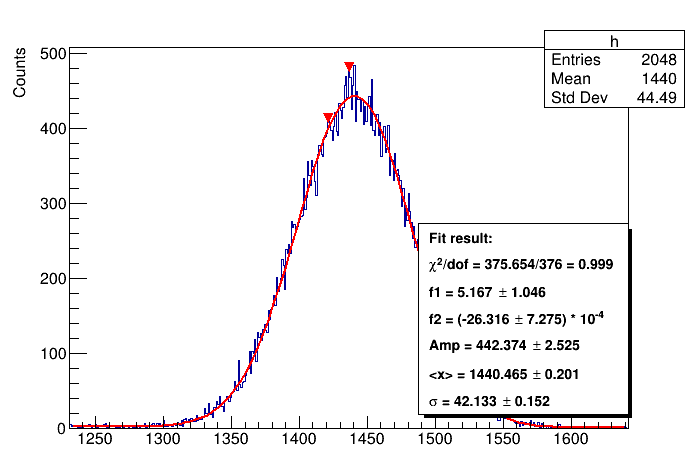 h
Entries 2048
Mean 1440
Std Dev 44.49
Counts
500
400
300
200
100
0
Fit result:
χ²/dof = 375.654/376 = 0.999
f1 = 5.167 ± 1.046
f2 = (-26.316 ± 7.275) * 10⁻⁴
Amp = 442.374 ± 2.525
<x> = 1440.465 ± 0.201
σ = 42.133 ± 0.152
1250 1300 1350 1400 1450 1500 1550 1600